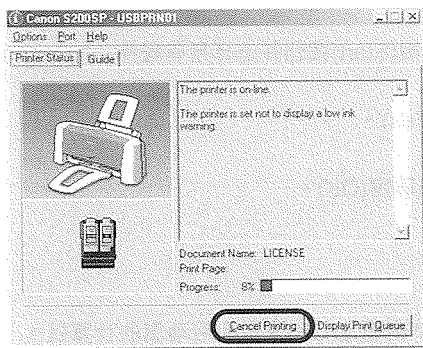 Canon S200SP - USBPRN01
Options Port Help
Printer Status Guide
The printer is on-line.
The printer is set not to display a low ink
warning.
Document Name: LICENSE
Print Page:
Progress: 8%
Cancel Printing Display Print Queue